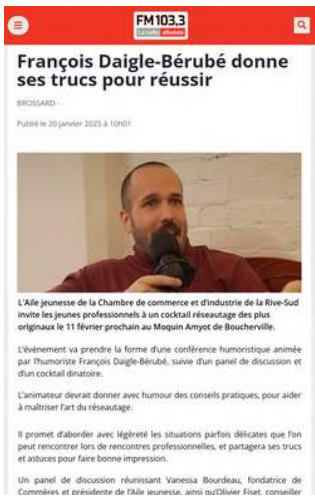 FM103,3
La radio allumée
François Daigle-Bérubé donne
ses trucs pour réussir
BROSSARD -
Publié le 20 janvier 2025 à 10h01
L'Aile jeunesse de la Chambre de commerce et d'industrie de la Rive-Sud
invite les jeunes professionnels à un cocktail réseautage des plus
originaux le 11 février prochain au Moquin Amyot de Boucherville.
L'événement va prendre la forme d'une conférence humoristique animée
par l'humoriste François Daigle-Bérubé, suivie d'un panel de discussion et
d'un cocktail dinatoire.
L'animateur devrait donner avec humour des conseils pratiques, pour aider
à maîtriser l'art du réseautage.
Il promet d'aborder avec légèreté les situations parfois délicates que l'on
peut rencontrer lors de rencontres professionnelles, et partagera ses trucs
et astuces pour faire bonne impression.
Un panel de discussion réunissant Vanessa Bourdeau, fondatrice de
Commères et présidente de l'Aile jeunesse, ainsi qu'Olivier Fiset, conseiller